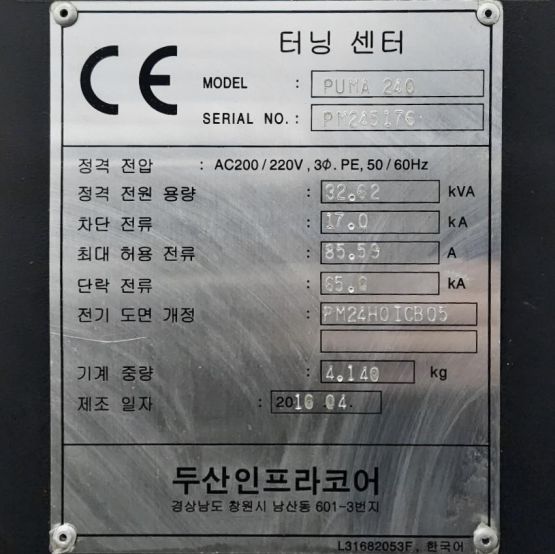 CE
터닝 센터
MODEL : PUMA 240
SERIAL NO. : PM245176
정격 전압 : AC200/220V, 3Φ. PE, 50/60Hz
정격 전원 용량 : 32.62 kVA
차단 전류 : 17.0 kA
최대 허용 전류 : 85.59 A
단락 전류 : kA
전기 도면 개정 : PM24H0ICB05
기계 중량 : 4.140 kg
제조 일자 : 2016 04.
두산인프라코어
경상남도 창원시 남산동 601-3번지
L31682053F, 한국어